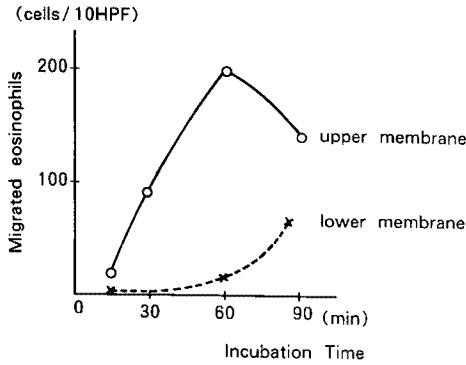 (cells/10HPF)
Migrated eosinophils
200
100
upper membrane
lower membrane
0 30 60 90 (min)
Incubation Time